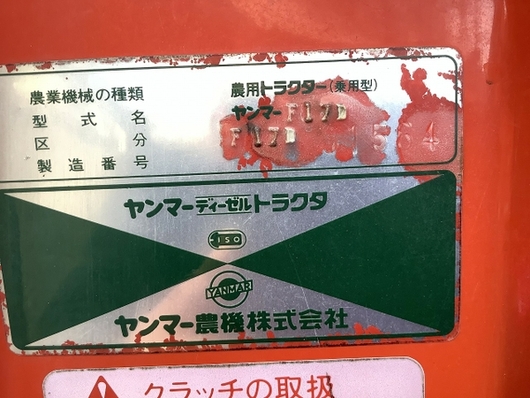 農業機械の種類 農用トラクター(乗用型)
型式名 ヤンマーF17D
区分 F17D
製造番号 1564
ヤンマーディーゼルトラクタ
ISO
YANMAR
ヤンマー農機株式会社
クラッチの取扱